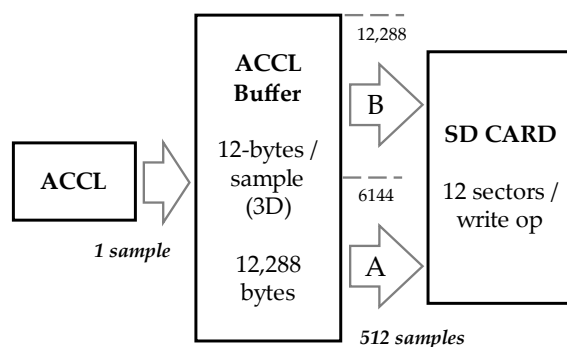 ACCL
1 sample
ACCL
Buffer
12-bytes /
sample
(3D)
12,288
bytes
12,288
B
6144
A
512 samples
SD CARD
12 sectors /
write op